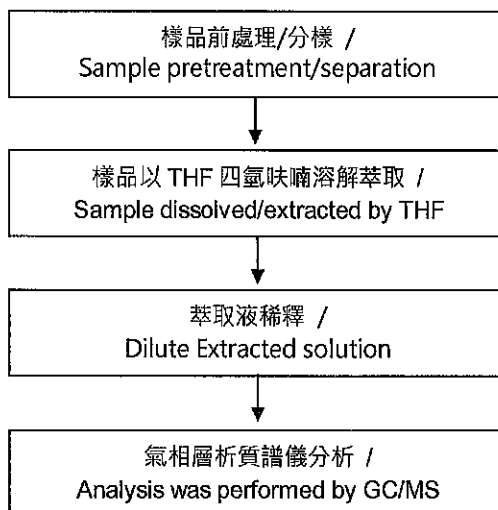 樣品前處理/分樣 /
Sample pretreatment/separation
樣品以 THF 四氫呋喃溶解萃取 /
Sample dissolved/extracted by THF
萃取液稀釋 /
Dilute Extracted solution
氣相層析質譜儀分析 /
Analysis was performed by GC/MS